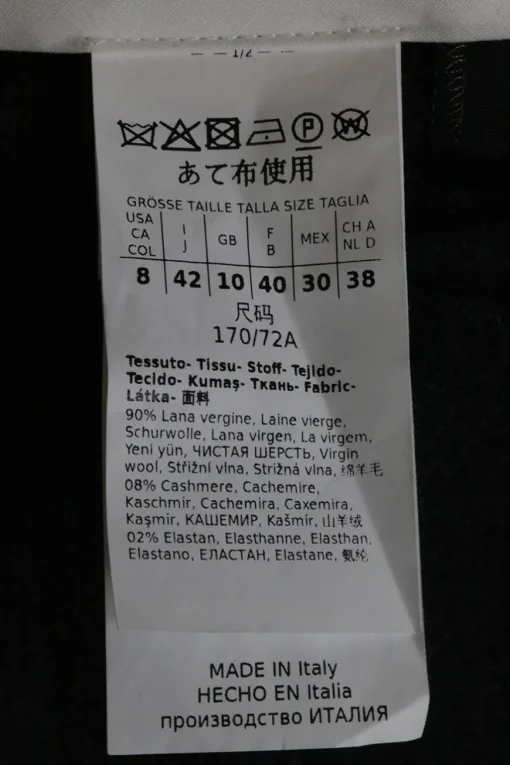 1/2
P
W
あて布使用
GRÖSSE TAILLE TALLA SIZE TAGLIA
USA CA COL I J GB F B MEX CH A NL D
8 42 10 40 30 38
尺码
170/72A
Tessuto- Tissu- Stoff- Tejido-
Tecido- Kumaş- Ткань- Fabric-
Látka- 面料
90% Lana vergine, Laine vierge,
Schurwolle, Lana virgen, La virgem,
Yeni yün, ЧИСТАЯ ШЕРСТЬ, Virgin
wool, Střižní vlna, Strižná vlna, 绵羊毛
08% Cashmere, Cachemire,
Kaschmir, Cachemira, Caxemira,
Kaşmir, КАШЕМИР, Kašmír, 山羊绒
02% Elastan, Elasthanne, Elasthan,
Elastano, ЕЛАСТАН, Elastane, 氨纶
MADE IN Italy
HECHO EN Italia
производство ИТАЛИЯ